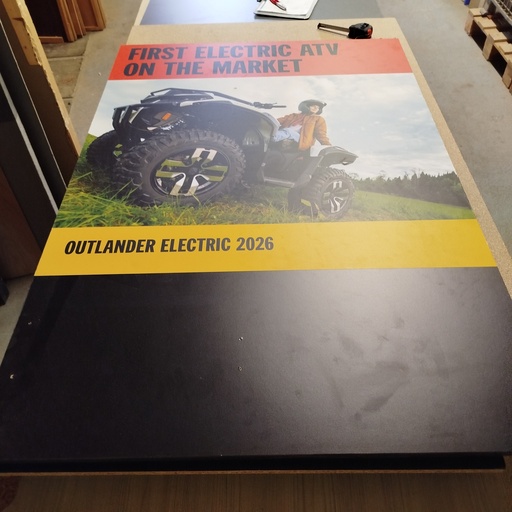 FIRST ELECTRIC ATV
ON THE MARKET
OUTLANDER ELECTRIC 2026